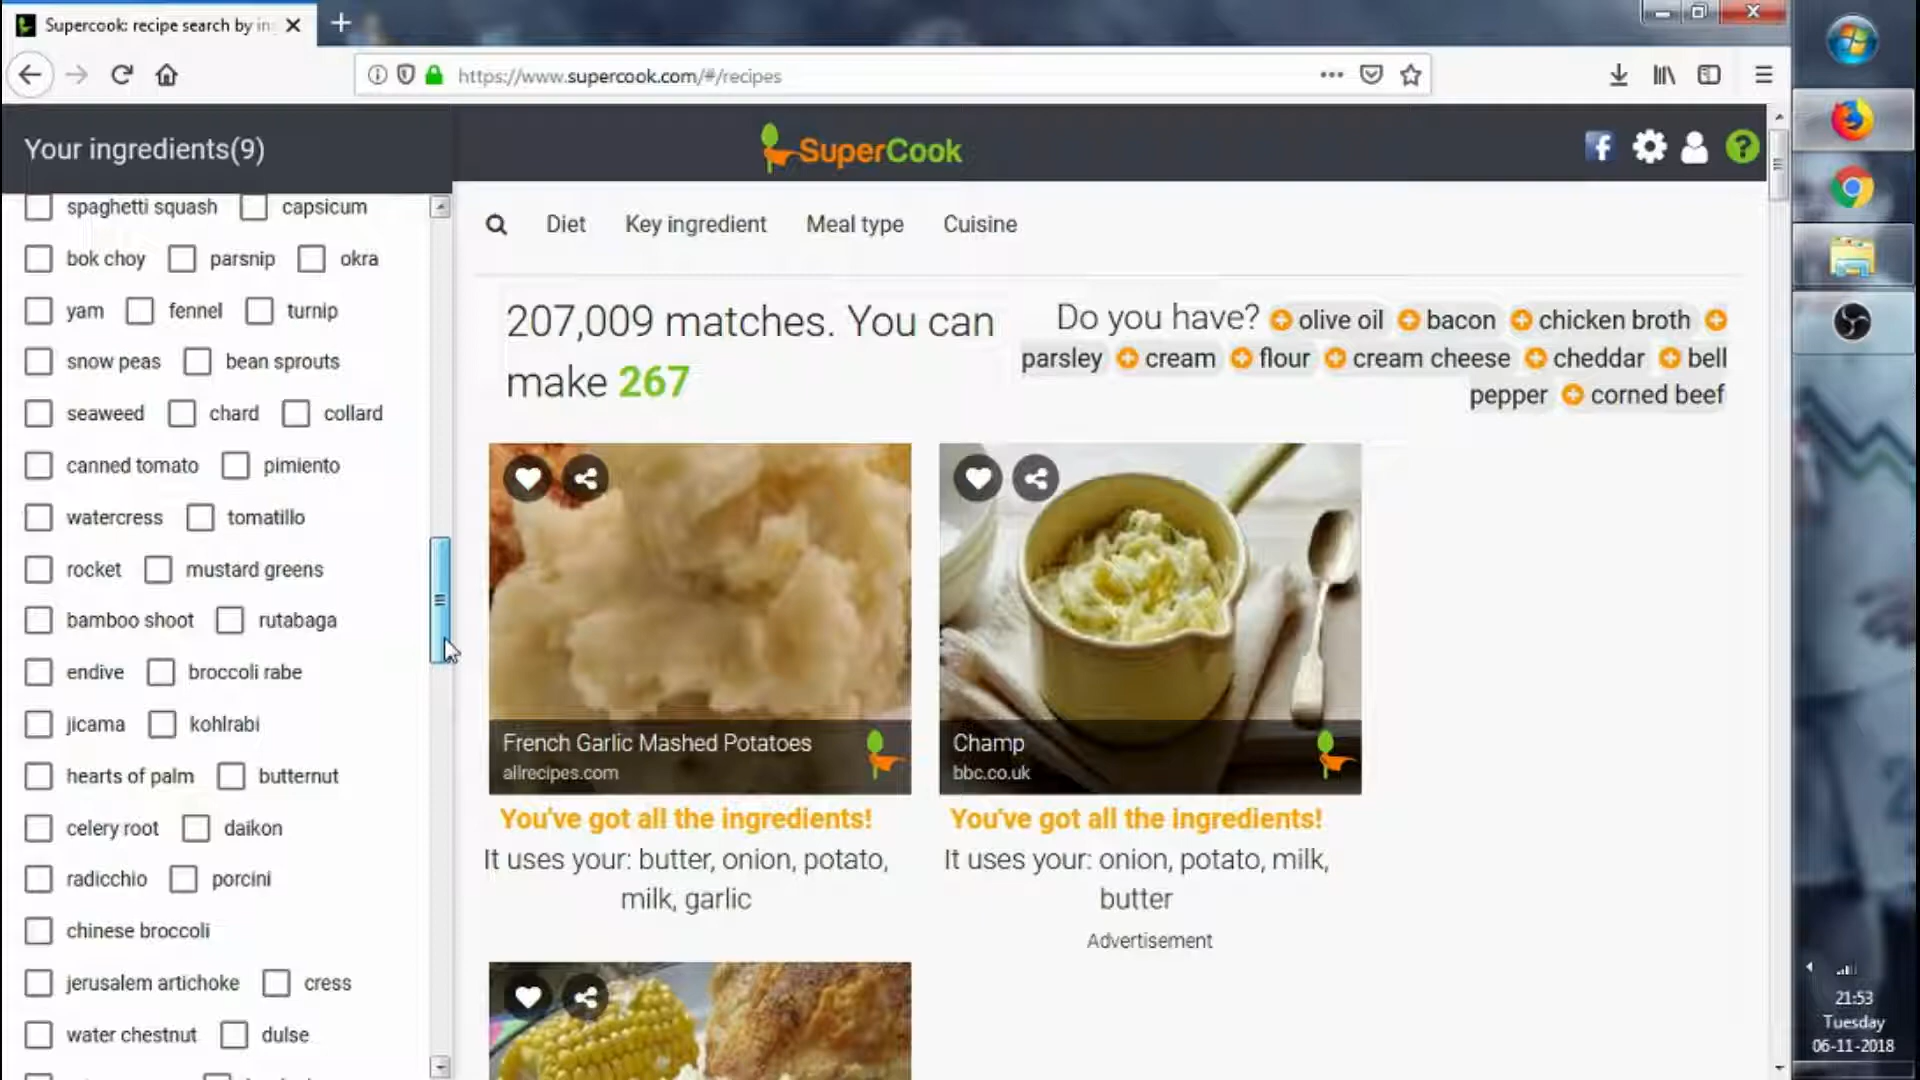 Supercook: recipe search by in
https://www.supercook.com/#/recipes
Your ingredients(9)
SuperCook
spaghetti squash capsicum
bok choy parsnip okra
yam fennel turnip
snow peas bean sprouts
seaweed chard collard
canned tomato pimiento
watercress tomatillo
rocket mustard greens
bamboo shoot rutabaga
endive broccoli rabe
jicama kohlrabi
hearts of palm butternut
celery root daikon
radicchio porcini
chinese broccoli
jerusalem artichoke cress
water chestnut dulse
Diet Key ingredient Meal type Cuisine
207,009 matches. You can
make 267
Do you have? olive oil bacon chicken broth
parsley cream flour cream cheese cheddar bell
pepper corned beef
French Garlic Mashed Potatoes
allrecipes.com
You've got all the ingredients!
It uses your: butter, onion, potato,
milk, garlic
Champ
bbc.co.uk
You've got all the ingredients!
It uses your: onion, potato, milk,
butter
Advertisement
21:53
Tuesday
06-11-2018